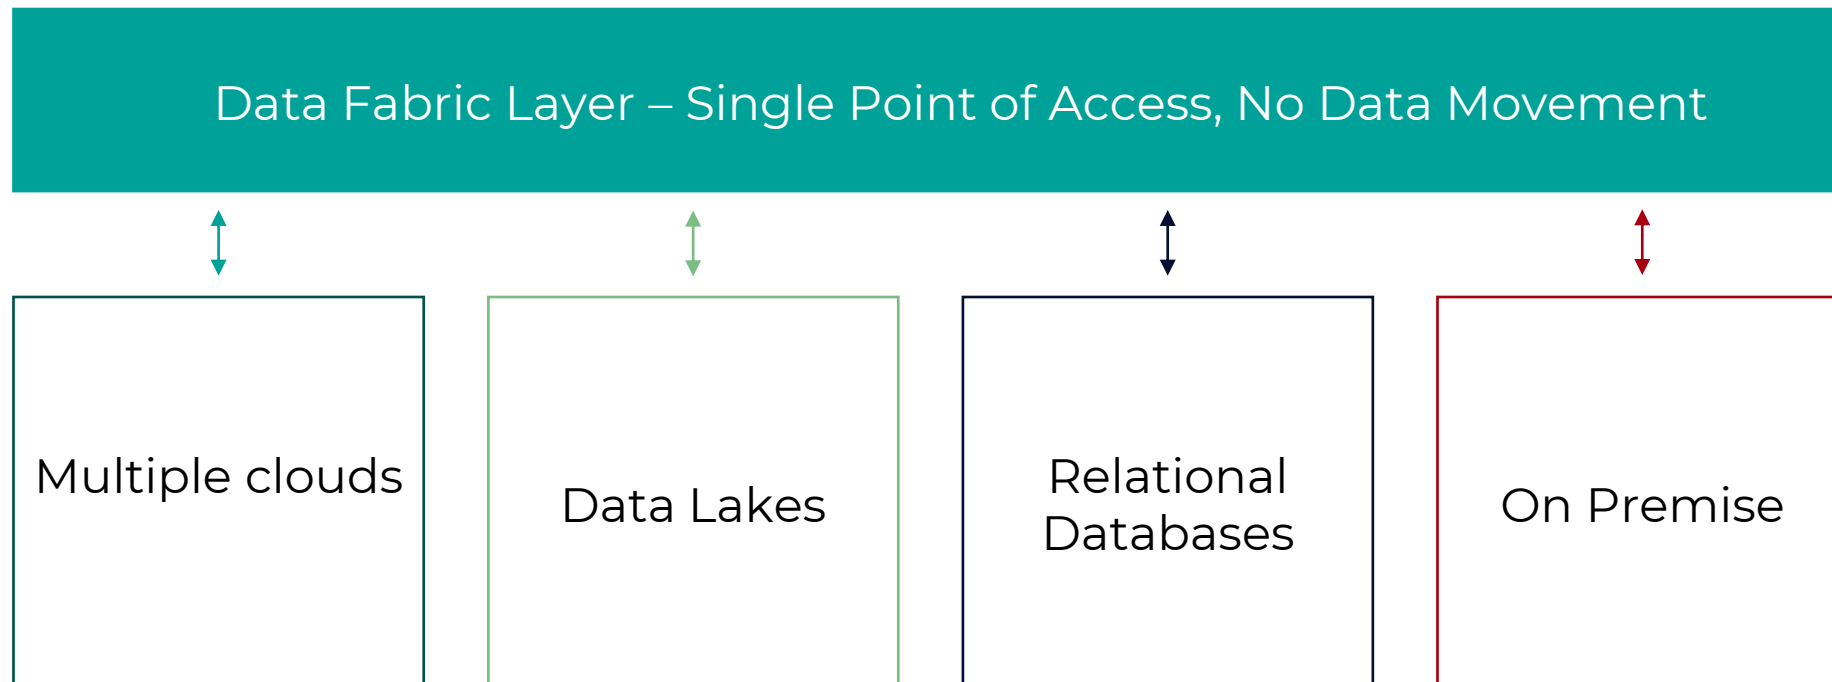 Data Fabric Layer – Single Point of Access, No Data Movement
Multiple clouds
Data Lakes
Relational
Databases
On Premise